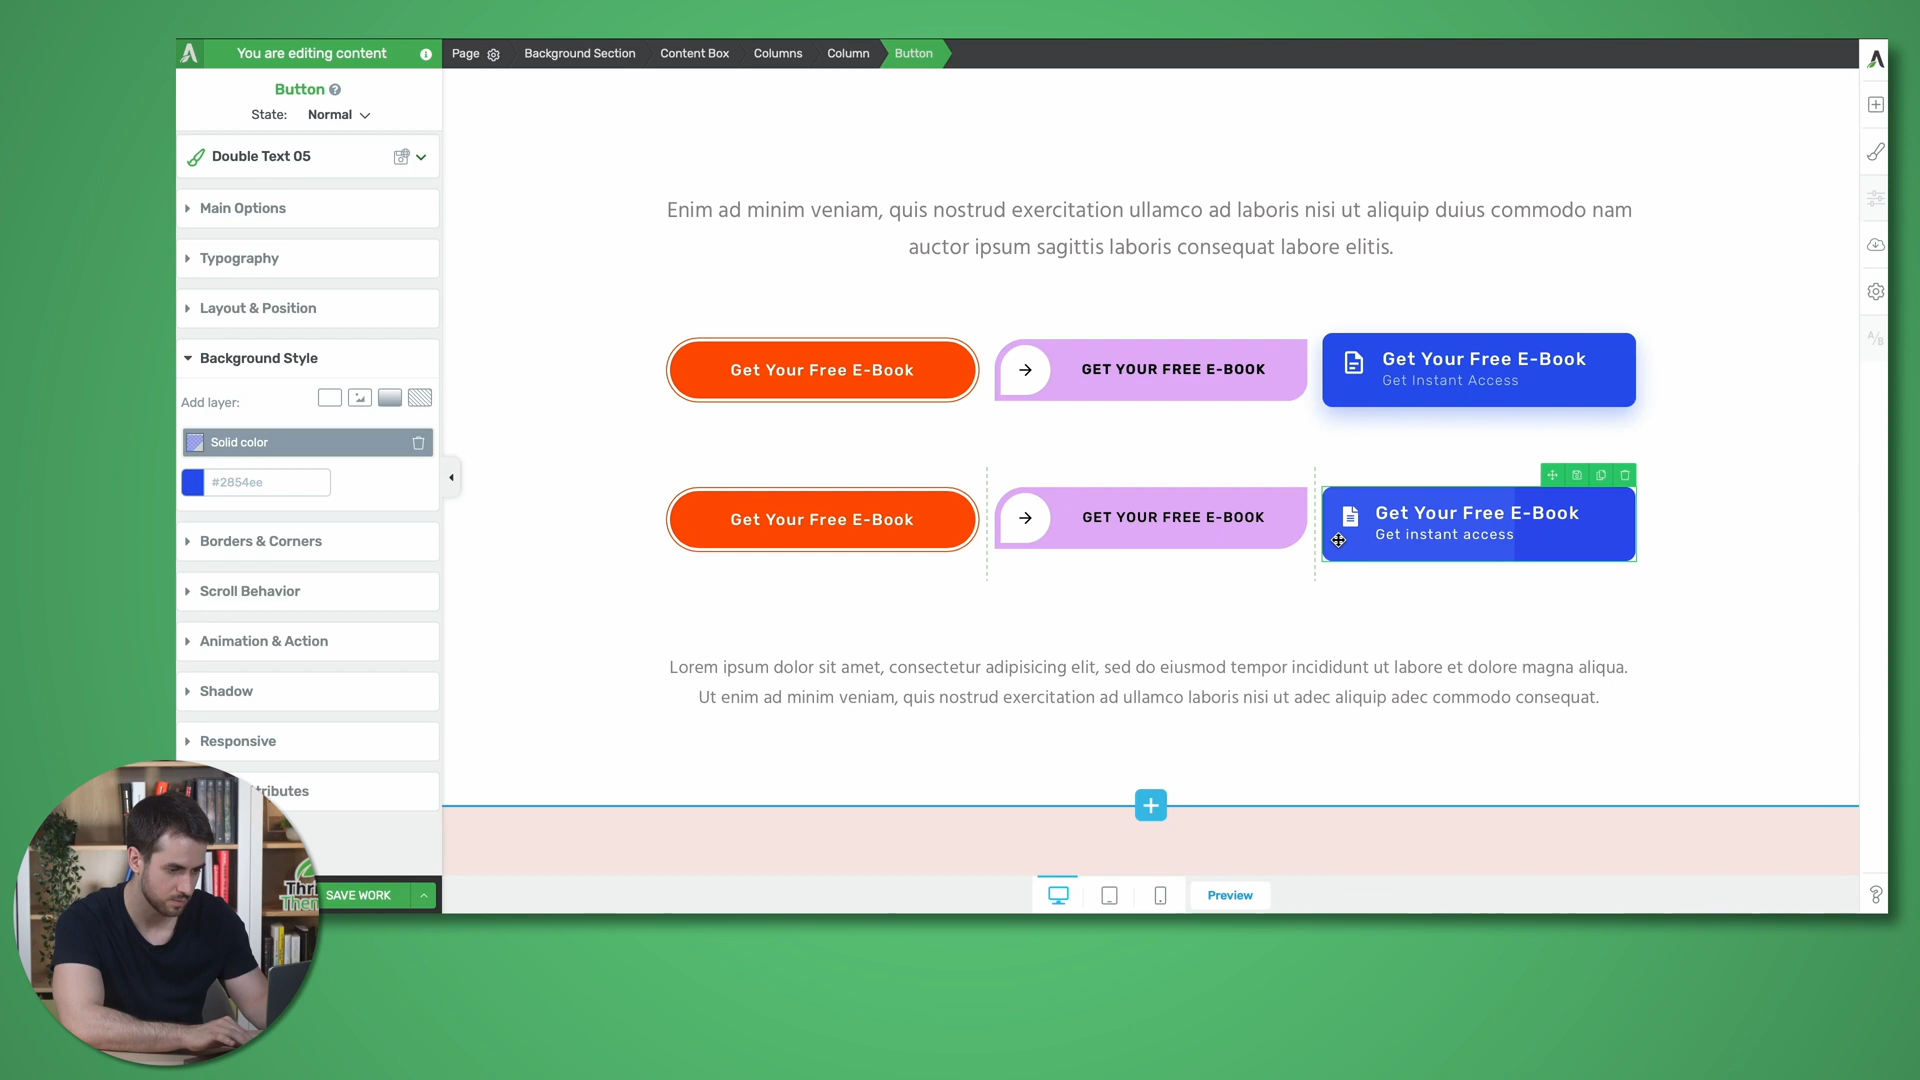 You are editing content
Page
Background Section
Content Box
Columns
Column
Button
Button
State: Normal
Double Text 05
Main Options
Typography
Layout & Position
Background Style
Add layer:
Solid color
#2854ee
Borders & Corners
Scroll Behavior
Animation & Action
Shadow
Responsive
SAVE WORK
Enim ad minim veniam, quis nostrud exercitation ullamco ad laboris nisi ut aliquip duius commodo nam
auctor ipsum sagittis laboris consequat labore elitis.
Get Your Free E-Book
GET YOUR FREE E-BOOK
Get Your Free E-Book
Get Instant Access
Get Your Free E-Book
GET YOUR FREE E-BOOK
Get Your Free E-Book
Get instant access
Lorem ipsum dolor sit amet, consectetur adipisicing elit, sed do eiusmod tempor incididunt ut labore et dolore magna aliqua.
Ut enim ad minim veniam, quis nostrud exercitation ad ullamco laboris nisi ut adec aliquip adec commodo consequat.
Preview
A/B